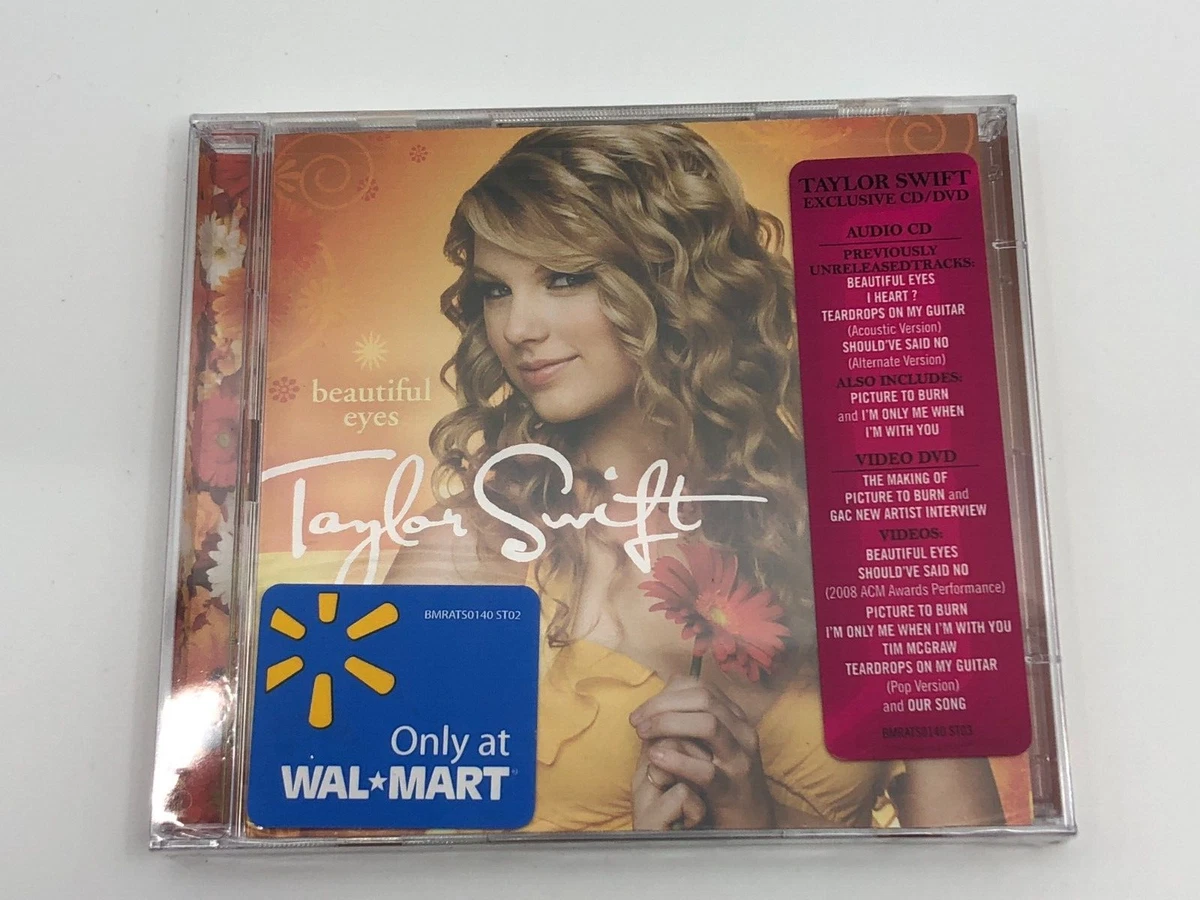 beautiful
eyes
Taylor Swift
BMRATS0140 ST02
Only at
WAL★MART®
TAYLOR SWIFT
EXCLUSIVE CD/DVD
AUDIO CD
PREVIOUSLY
UNRELEASEDTRACKS:
BEAUTIFUL EYES
I HEART ?
TEARDROPS ON MY GUITAR
(Acoustic Version)
SHOULD'VE SAID NO
(Alternate Version)
ALSO INCLUDES:
PICTURE TO BURN
and I'M ONLY ME WHEN
I'M WITH YOU
VIDEO DVD
THE MAKING OF
PICTURE TO BURN and
GAC NEW ARTIST INTERVIEW
VIDEOS:
BEAUTIFUL EYES
SHOULD'VE SAID NO
(2008 ACM Awards Performance)
PICTURE TO BURN
I'M ONLY ME WHEN I'M WITH YOU
TIM MCGRAW
TEARDROPS ON MY GUITAR
(Pop Version)
and OUR SONG
BMRATS0140 ST03